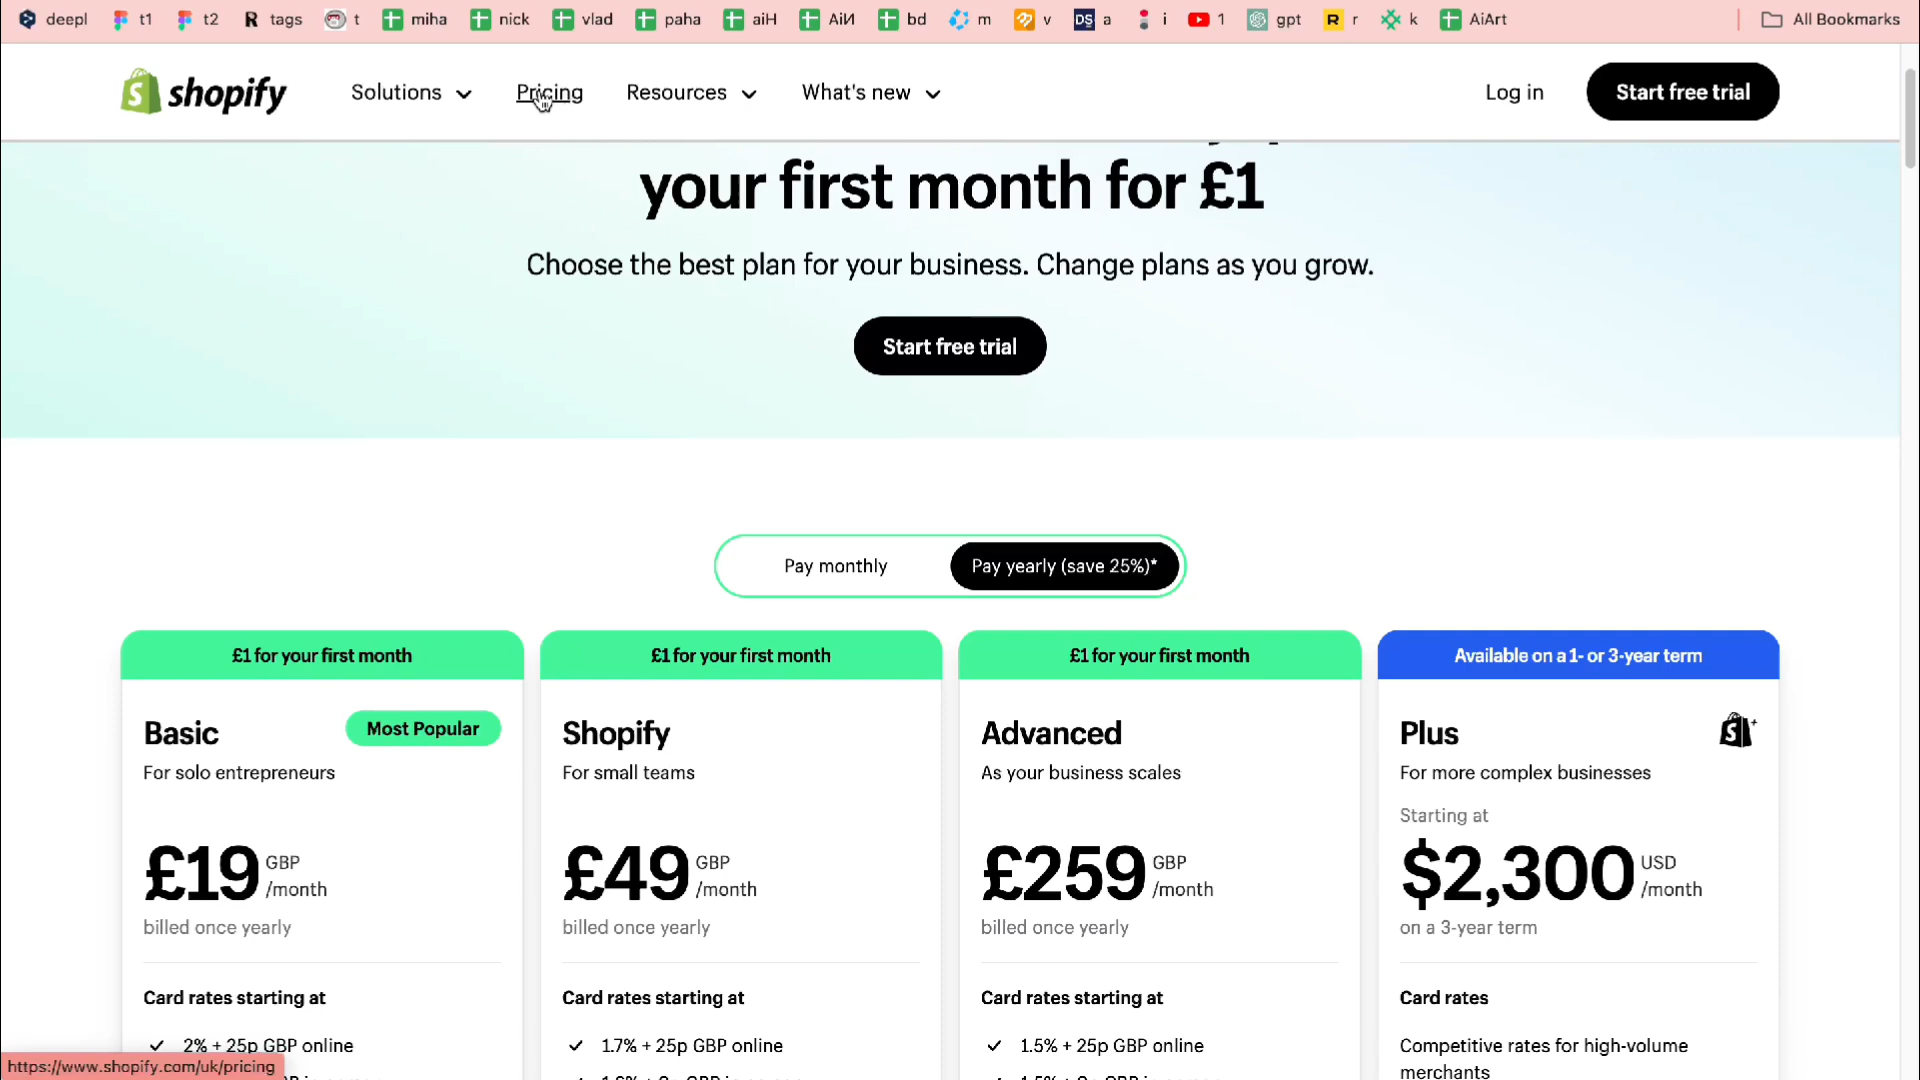 deepl t1 t2 tags t miha nick vlad paha aiH AiИ bd m v a i 1 gpt r k AiArt All Bookmarks
shopify Solutions Pricing Resources What's new Log in Start free trial
your first month for £1
Choose the best plan for your business. Change plans as you grow.
Start free trial
Pay monthly Pay yearly (save 25%)*
£1 for your first month
Basic Most Popular
For solo entrepreneurs
£19 GBP /month
billed once yearly
Card rates starting at
2% + 25p GBP online
£1 for your first month
Shopify
For small teams
£49 GBP /month
billed once yearly
Card rates starting at
1.7% + 25p GBP online
£1 for your first month
Advanced
As your business scales
£259 GBP /month
billed once yearly
Card rates starting at
1.5% + 25p GBP online
Available on a 1- or 3-year term
Plus
For more complex businesses
Starting at
$2,300 USD /month
on a 3-year term
Card rates
Competitive rates for high-volume
merchants
https://www.shopify.com/uk/pricing